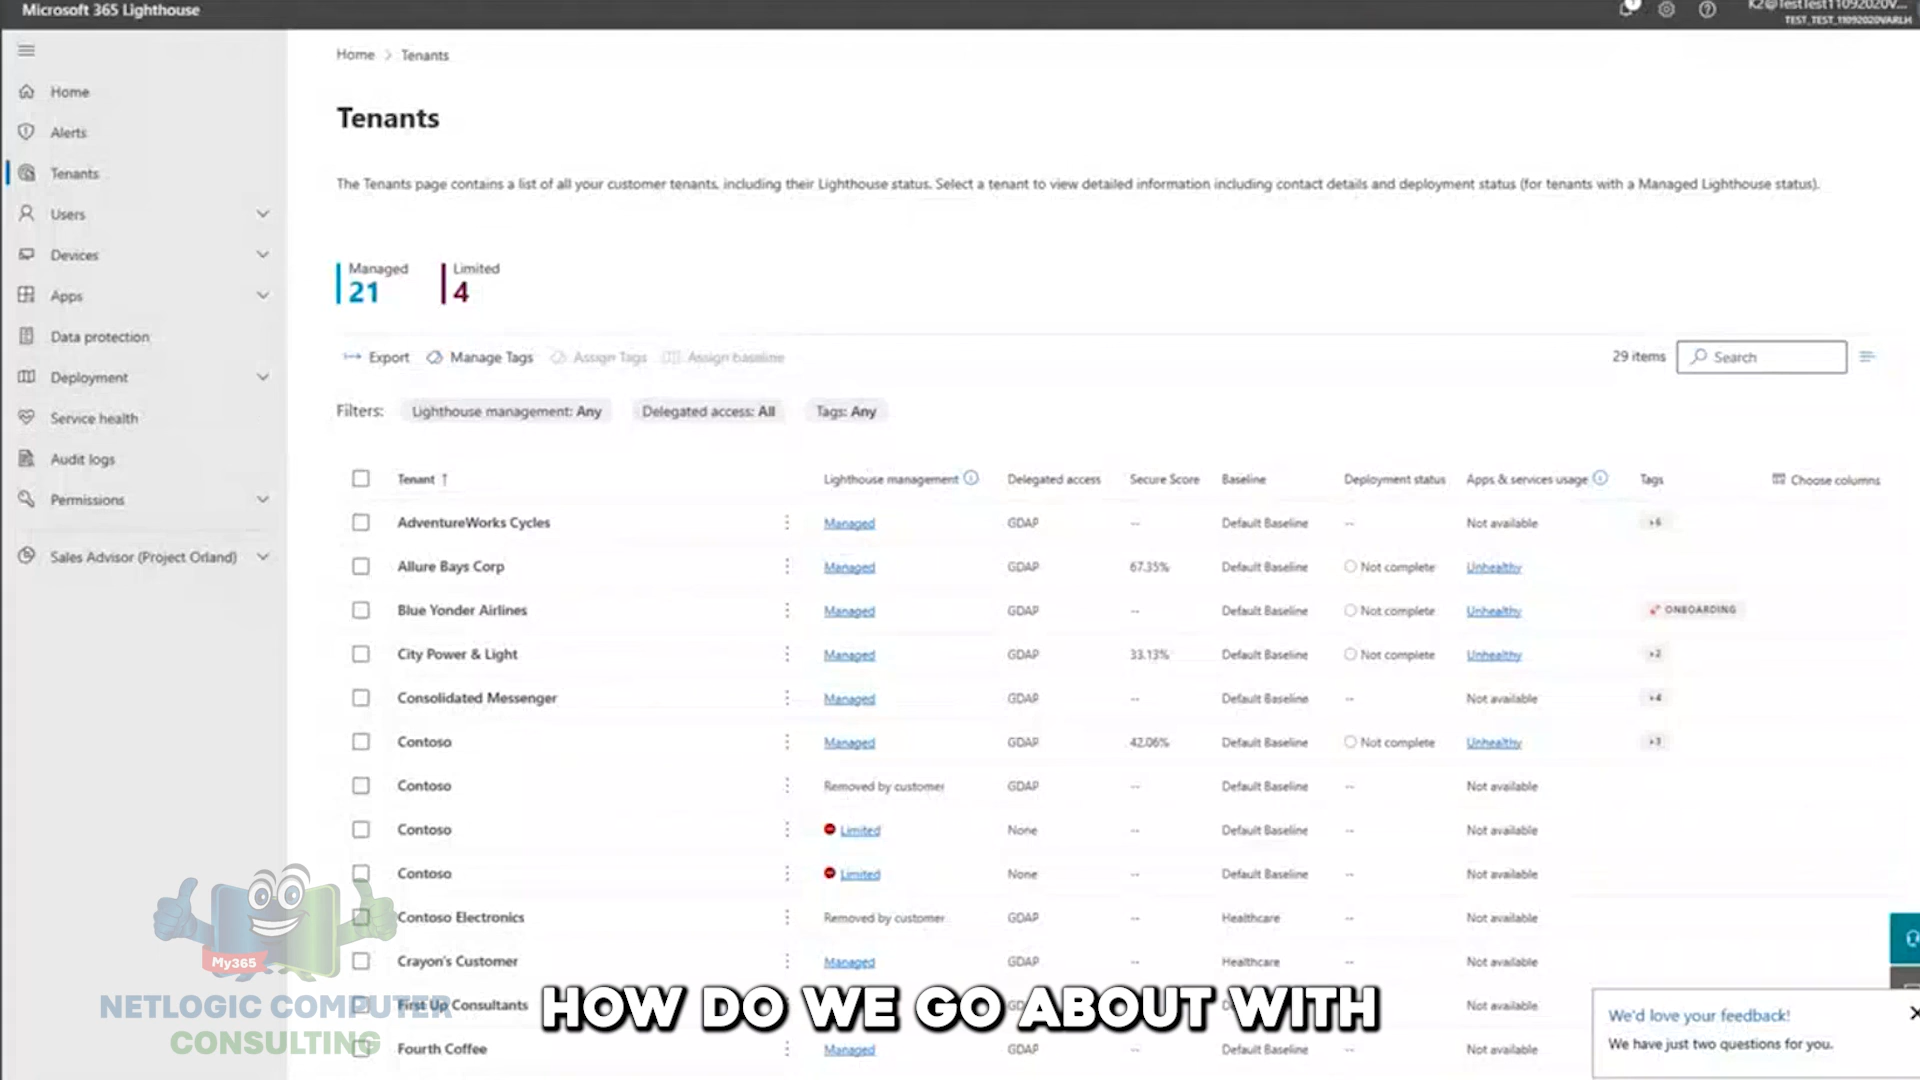 Microsoft 365 Lighthouse
K2@TestTest11092020V...
TEST_TEST_11092020VARLH
Home > Tenants
Home
Alerts
Tenants
Users
Devices
Apps
Data protection
Deployment
Service health
Audit logs
Permissions
Sales Advisor (Project Orland)
Tenants
The Tenants page contains a list of all your customer tenants, including their Lighthouse status. Select a tenant to view detailed information including contact details and deployment status (for tenants with a Managed Lighthouse status).
Managed Limited
21 4
Export Manage Tags Assign Tags Assign baseline 29 items Search
Filters: Lighthouse management: Any Delegated access: All Tags: Any
Tenant ↑ Lighthouse management Delegated access Secure Score Baseline Deployment status Apps & services usage Tags Choose columns
AdventureWorks Cycles Managed GDAP -- Default Baseline -- Not available +6
Allure Bays Corp Managed GDAP 67.35% Default Baseline Not complete Unhealthy
Blue Yonder Airlines Managed GDAP -- Default Baseline Not complete Unhealthy ONBOARDING
City Power & Light Managed GDAP 33.13% Default Baseline Not complete Unhealthy +2
Consolidated Messenger Managed GDAP -- Default Baseline -- Not available +4
Contoso Managed GDAP 42.06% Default Baseline Not complete Unhealthy +3
Contoso Removed by customer GDAP -- Default Baseline -- Not available
Contoso Limited None -- Default Baseline -- Not available
Contoso Limited None -- Default Baseline -- Not available
Contoso Electronics Removed by customer GDAP -- Healthcare -- Not available
Crayon's Customer Managed GDAP -- Healthcare -- Not available
First Up Consultants Not available
Fourth Coffee Managed GDAP -- Default Baseline -- Not available
My365
NETLOGIC COMPUTER
CONSULTING
HOW DO WE GO ABOUT WITH
We'd love your feedback!
We have just two questions for you.